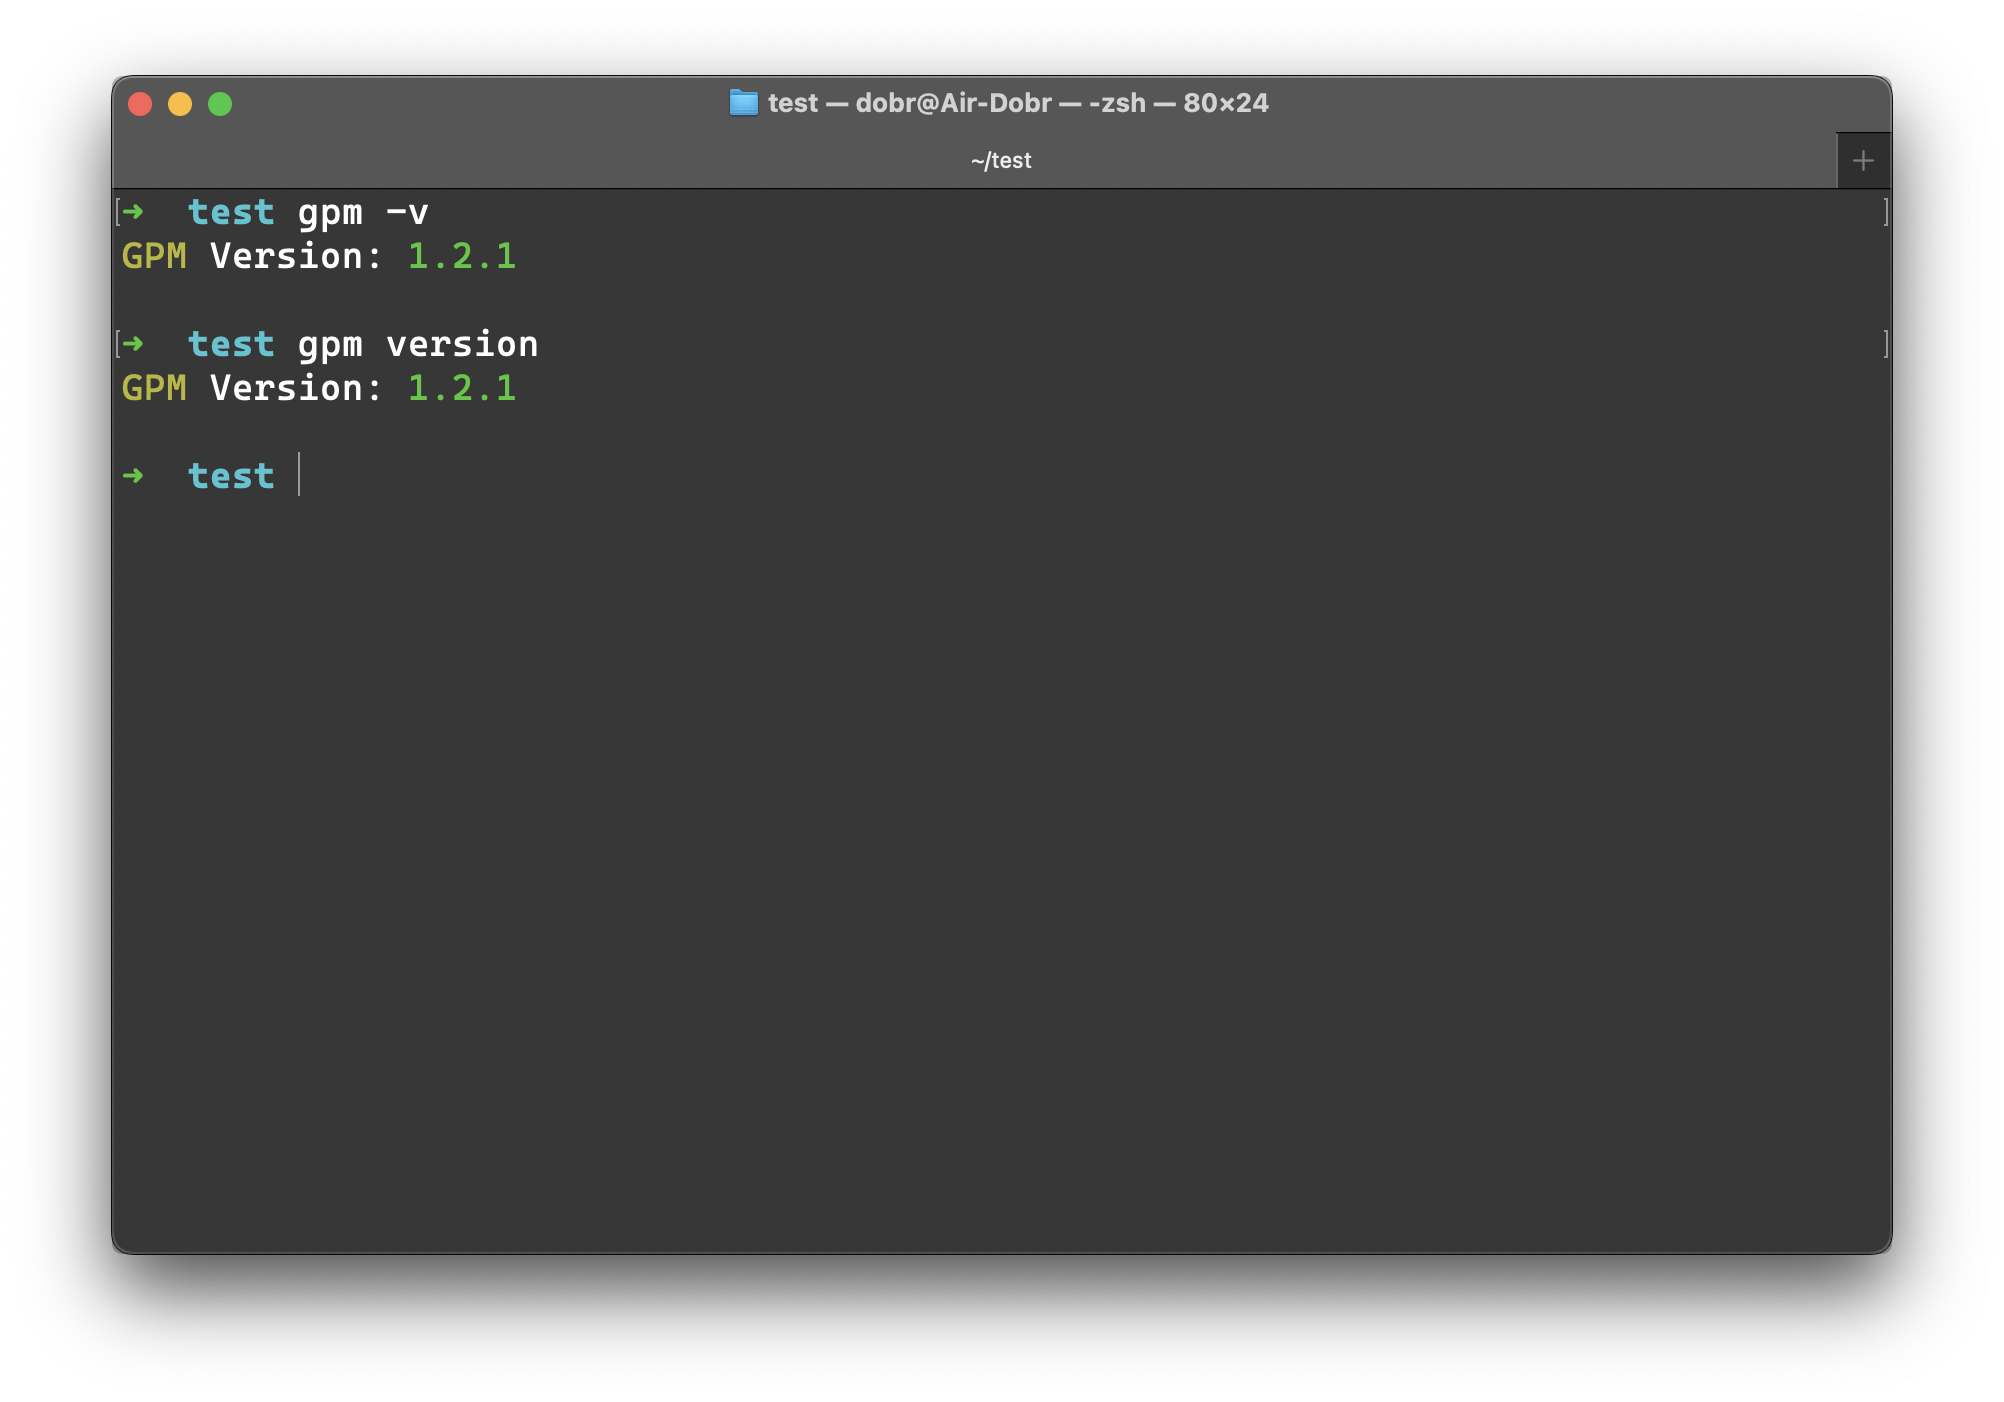 test — dobr@Air-Dobr — -zsh — 80×24
~/test
[➜  test gpm -v ]
GPM Version: 1.2.1
[➜  test gpm version ]
GPM Version: 1.2.1
➜  test